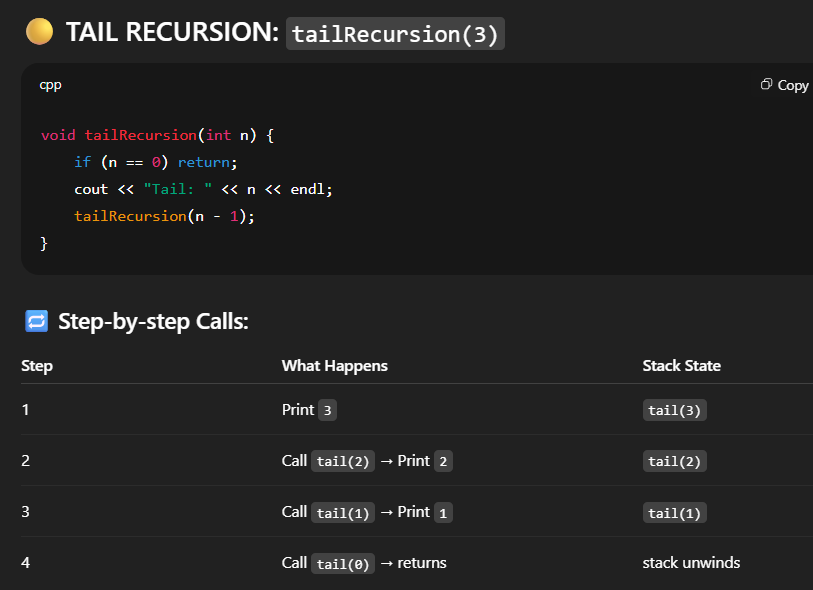 TAIL RECURSION: tailRecursion(3)
cpp Copy
void tailRecursion(int n) {
    if (n == 0) return;
    cout << "Tail: " << n << endl;
    tailRecursion(n - 1);
}
Step-by-step Calls:
Step What Happens Stack State
1 Print 3 tail(3)
2 Call tail(2) → Print 2 tail(2)
3 Call tail(1) → Print 1 tail(1)
4 Call tail(0) → returns stack unwinds